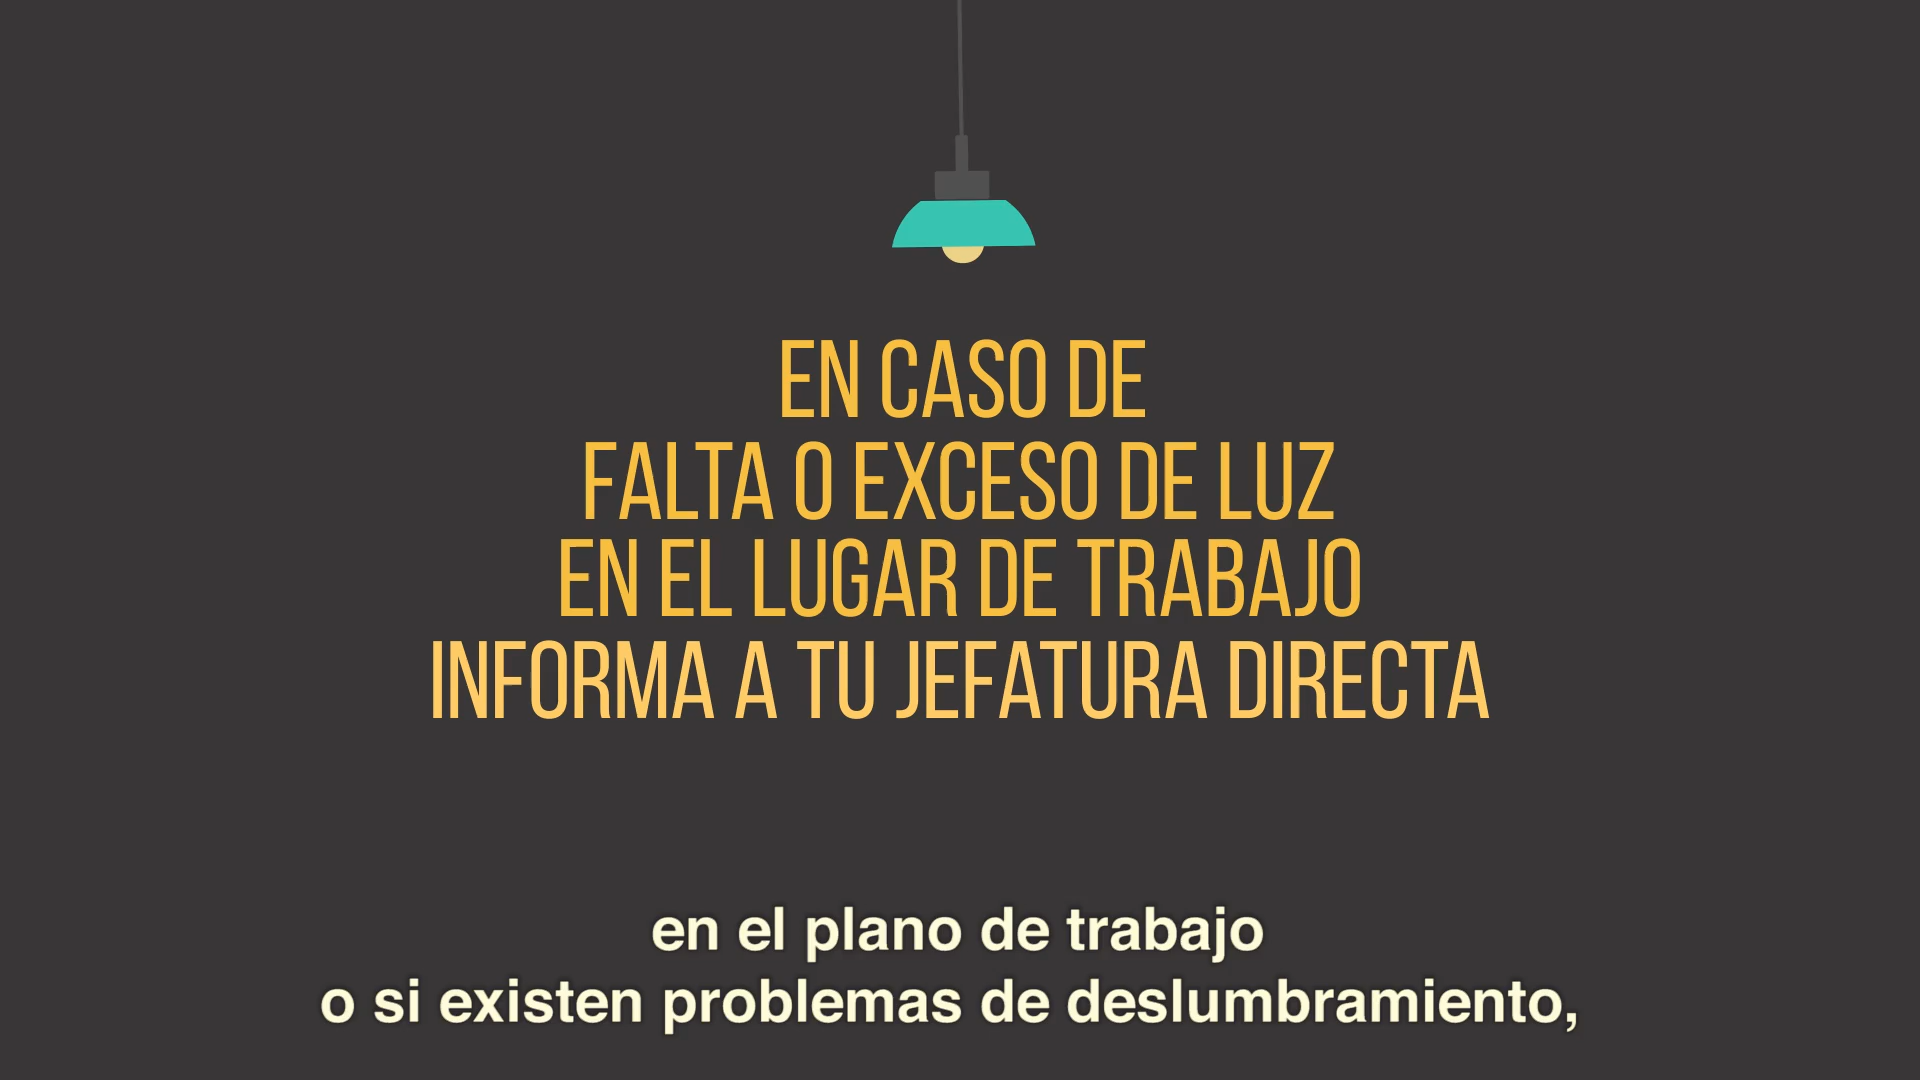 EN CASO DE
FALTA O EXCESO DE LUZ
EN EL LUGAR DE TRABAJO
INFORMA A TU JEFATURA DIRECTA
en el plano de trabajo
o si existen problemas de deslumbramiento,